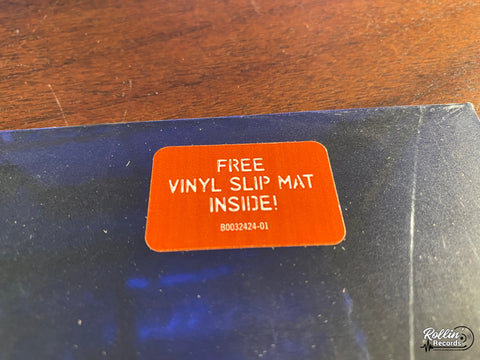 FREE
VINYL SLIP MAT
INSIDE!
B0032424-01
Rollin
Records